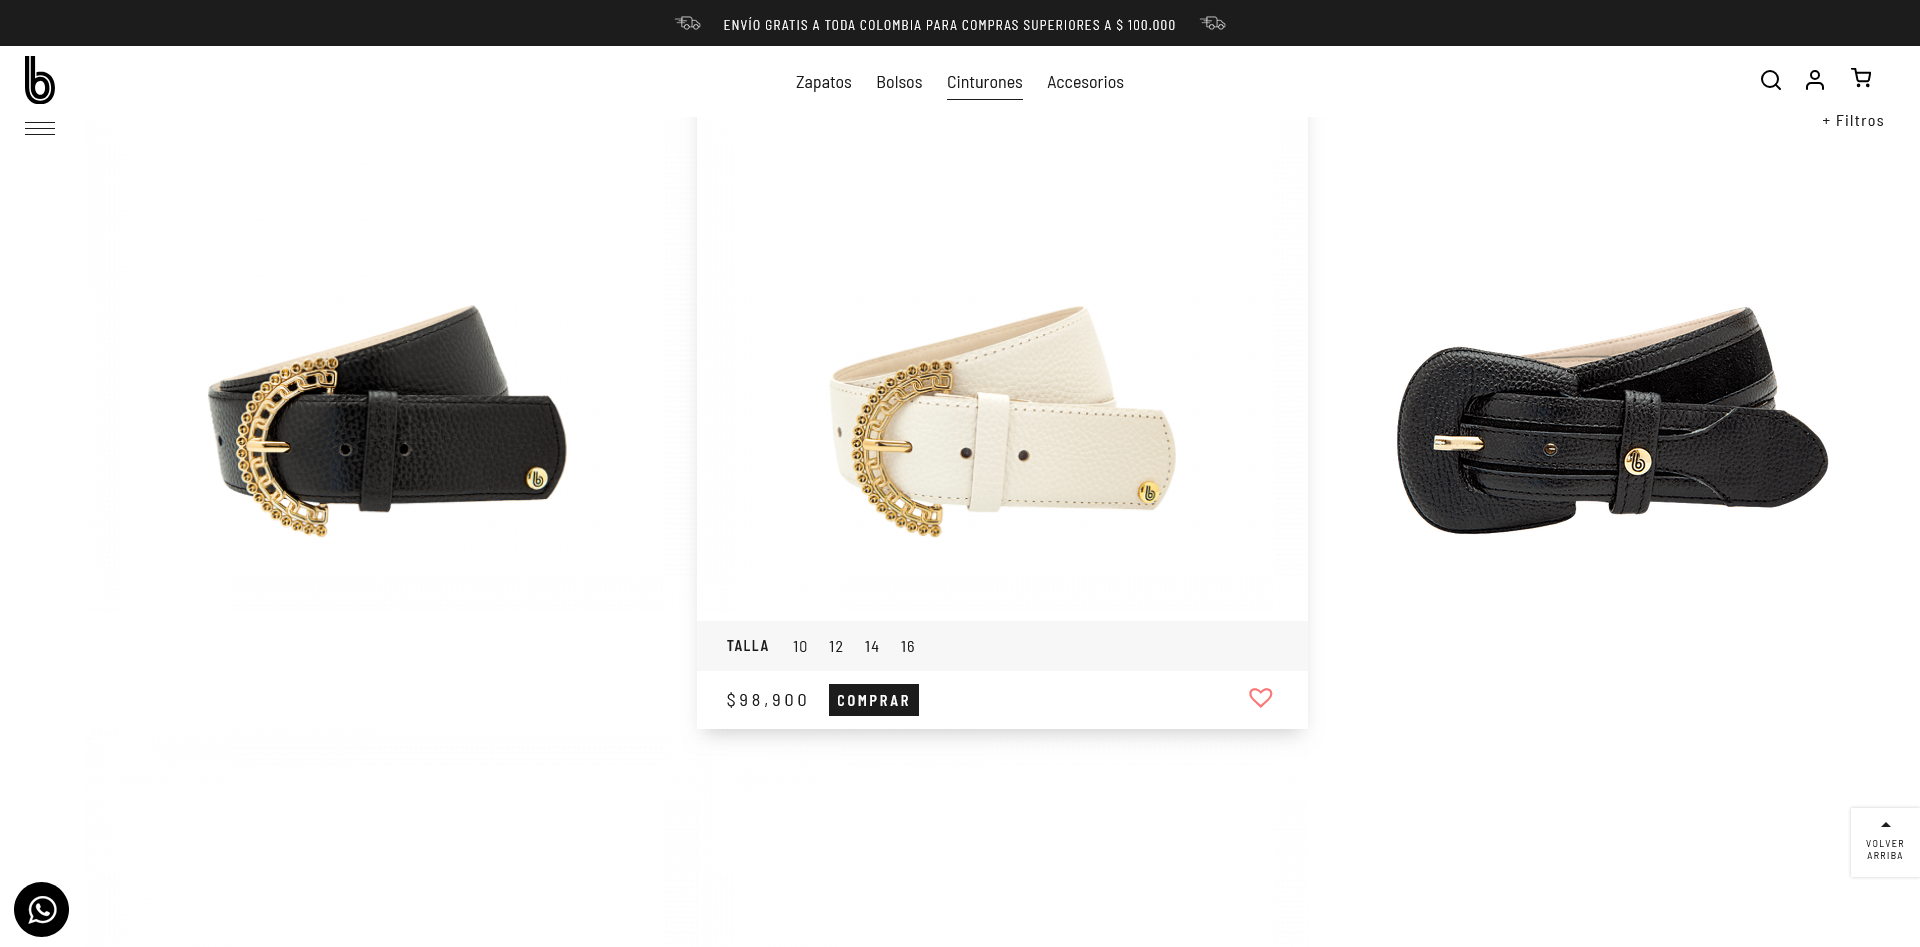 ENVÍO GRATIS A TODA COLOMBIA PARA COMPRAS SUPERIORES A $ 100.000
b
Zapatos Bolsos Cinturones Accesorios
+ Filtros
b
b
b
TALLA 10 12 14 16
$98,900 COMPRAR
VOLVER
ARRIBA